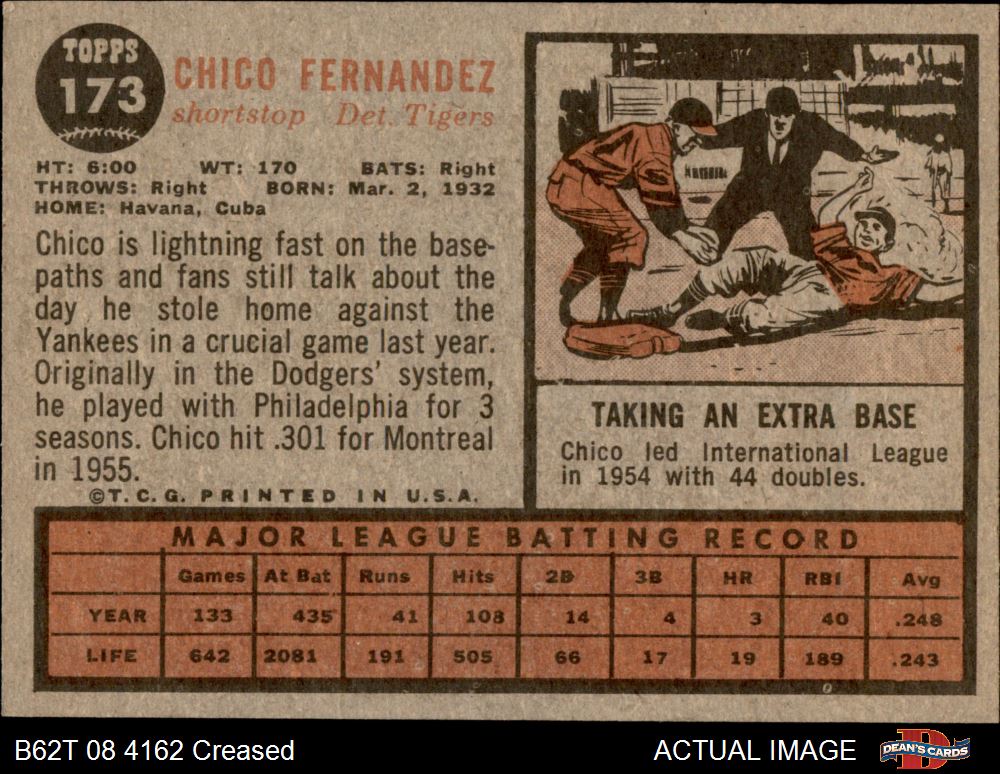 TOPPS
173
CHICO FERNANDEZ
shortstop Det. Tigers
HT: 6:00 WT: 170 BATS: Right
THROWS: Right BORN: Mar. 2, 1932
HOME: Havana, Cuba
Chico is lightning fast on the base-
paths and fans still talk about the
day he stole home against the
Yankees in a crucial game last year.
Originally in the Dodgers' system,
he played with Philadelphia for 3
seasons. Chico hit .301 for Montreal
in 1955.
©T.C.G. PRINTED IN U.S.A.
TAKING AN EXTRA BASE
Chico led International League
in 1954 with 44 doubles.
MAJOR LEAGUE BATTING RECORD
Games At Bat Runs Hits 2B 3B HR RBI Avg
YEAR 133 435 41 108 14 4 3 40 .248
LIFE 642 2081 191 505 66 17 19 189 .243
B62T 08 4162 Creased ACTUAL IMAGE DEAN'S CARDS